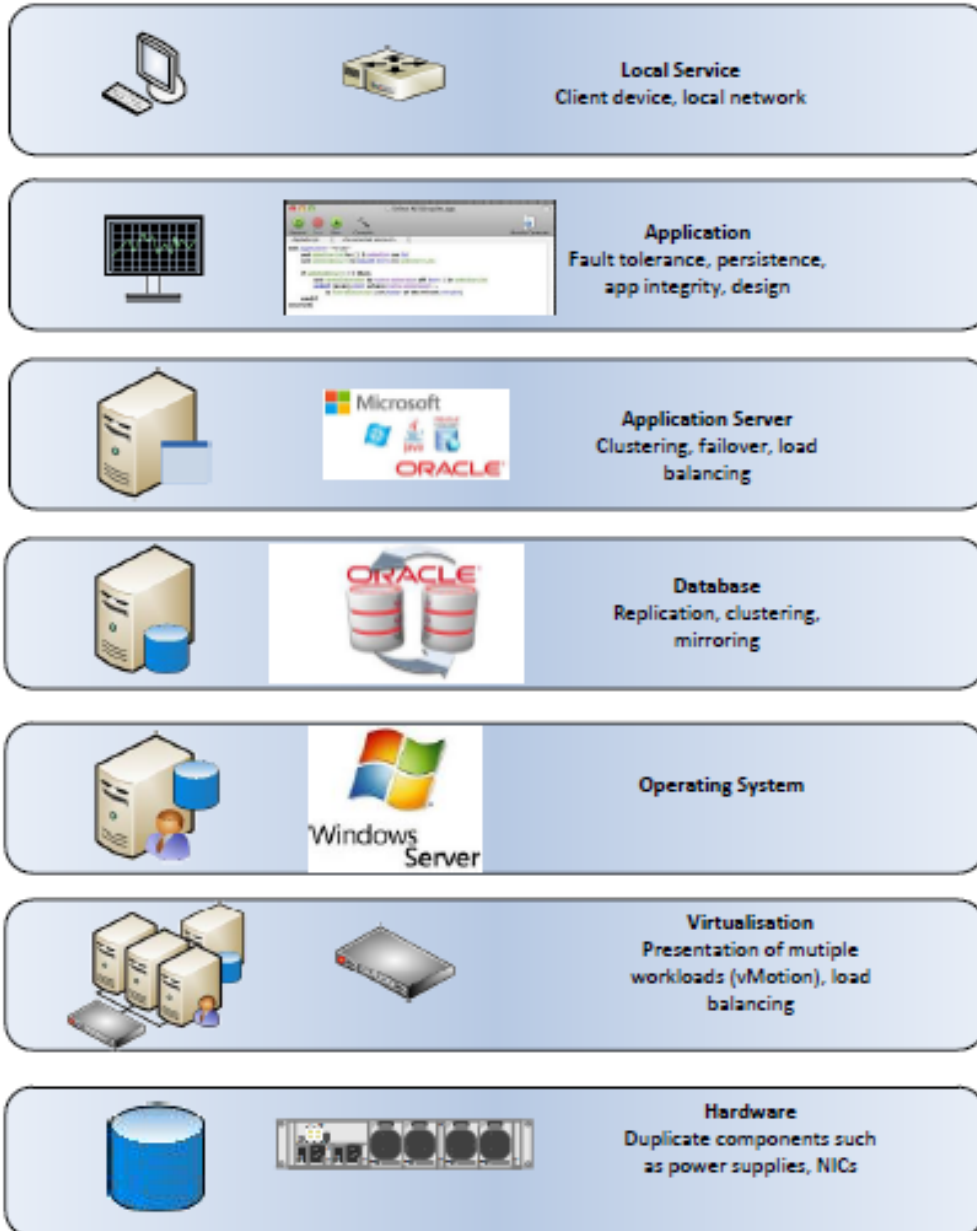 Local Service
Client device, local network
Application
Fault tolerance, persistence,
app integrity, design
Microsoft
Java
ORACLE
Application Server
Clustering, failover, load
balancing
ORACLE
Database
Replication, clustering,
mirroring
Windows
Server
Operating System
Virtualisation
Presentation of mutiple
workloads (vMotion), load
balancing
Hardware
Duplicate components such
as power supplies, NICs